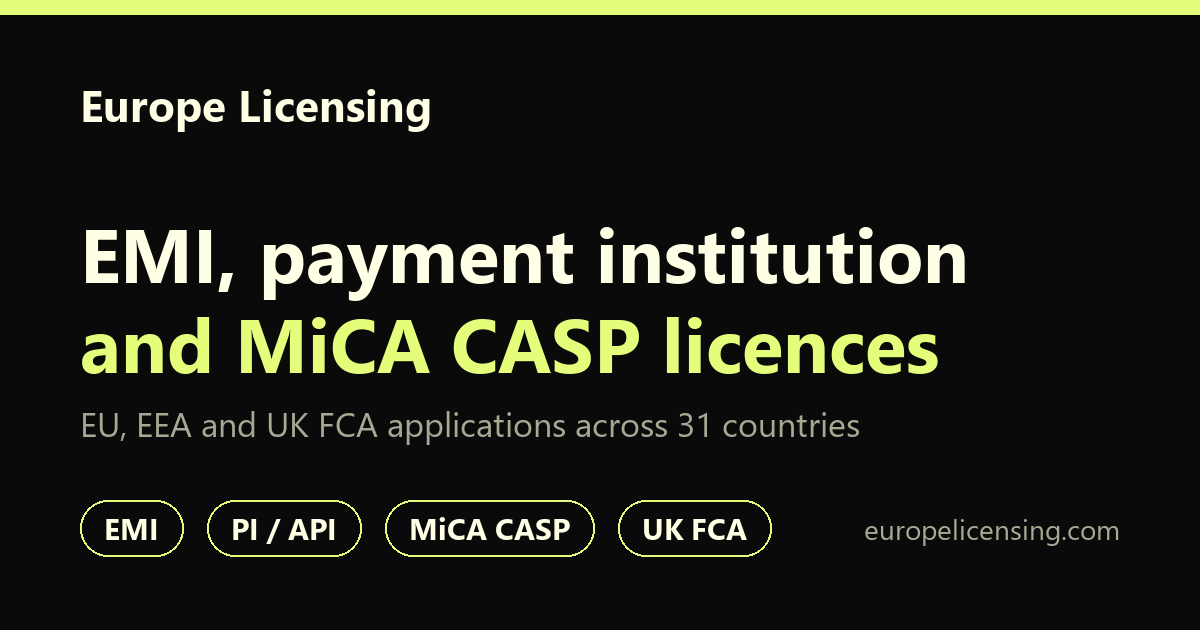 Europe Licensing
EMI, payment institution
and MiCA CASP licences
EU, EEA and UK FCA applications across 31 countries
EMI
PI / API
MiCA CASP
UK FCA
europelicensing.com